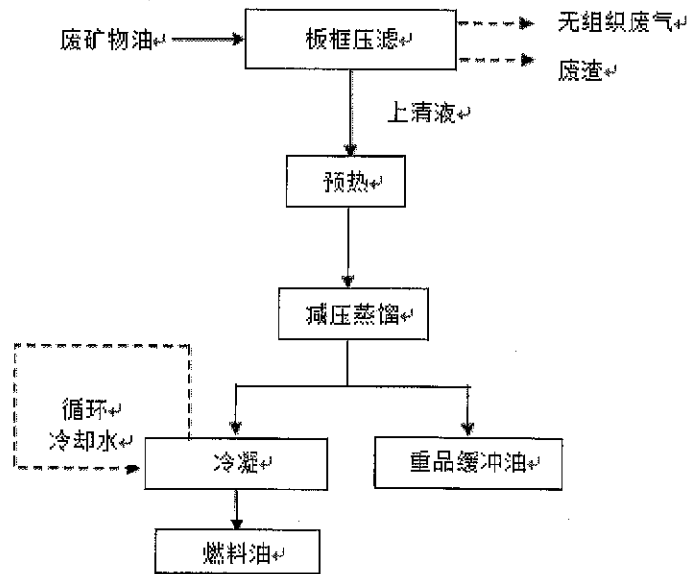 废矿物油
板框压滤
无组织废气
废渣
上清液
预热
减压蒸馏
循环
冷却水
冷凝
重品缓冲油
燃料油